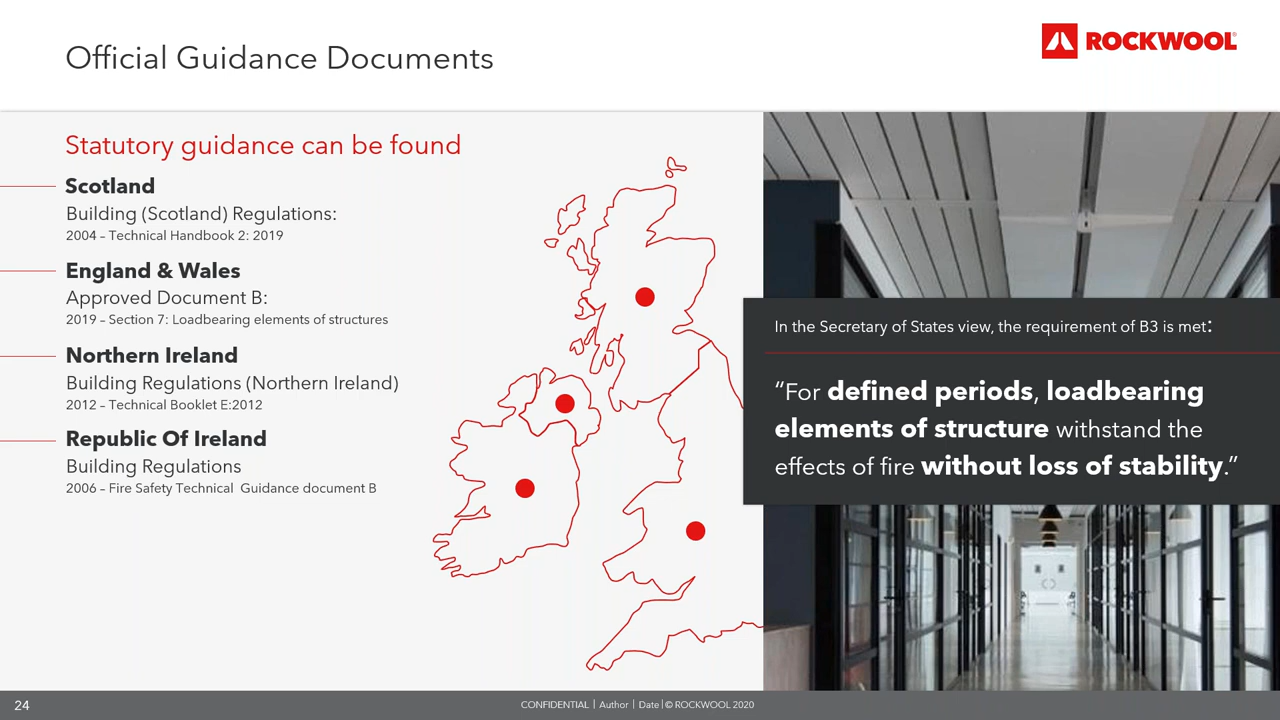 Official Guidance Documents
ROCKWOOL®
Statutory guidance can be found
Scotland
Building (Scotland) Regulations:
2004 – Technical Handbook 2: 2019
England & Wales
Approved Document B:
2019 – Section 7: Loadbearing elements of structures
Northern Ireland
Building Regulations (Northern Ireland)
2012 – Technical Booklet E:2012
Republic Of Ireland
Building Regulations
2006 – Fire Safety Technical Guidance document B
In the Secretary of States view, the requirement of B3 is met:
“For defined periods, loadbearing
elements of structure withstand the
effects of fire without loss of stability.”
24
CONFIDENTIAL | Author | Date | © ROCKWOOL 2020